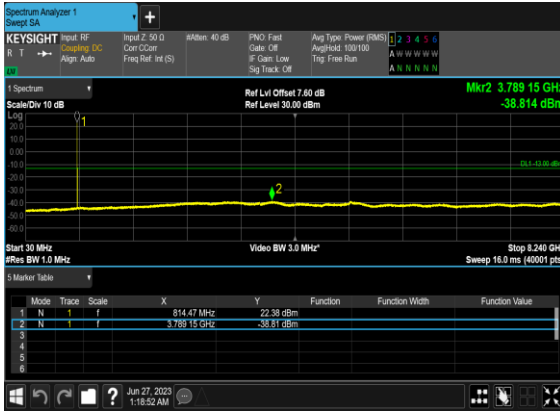 Spectrum Analyzer 1
Swept SA
+
KEYSIGHT Input: RF Input Z: 50 Ω #Atten: 40 dB PNO: Fast Avg Type: Power (RMS) 1 2 3 4 5 6
R T Coupling: DC Corr CCorr Gate: Off Avg|Hold: 100/100 A W W W W W
Align: Auto Freq Ref: Int (S) IF Gain: Low Trig: Free Run
Sig Track: Off A N N N N N
1 Spectrum
Scale/Div 10 dB
Ref Lvl Offset 7.60 dB
Ref Level 30.00 dBm
Mkr2 3.789 15 GHz
-38.814 dBm
Log
20.0
10.0
0.00
-10.0
-20.0
-30.0
-40.0
-50.0
-60.0
1
2
DL1 -13.00 dBm
Start 30 MHz
#Res BW 1.0 MHz
Video BW 3.0 MHz*
Stop 8.240 GHz
Sweep 16.0 ms (40001 pts)
5 Marker Table
Mode Trace Scale X Y Function Function Width Function Value
1 N 1 f 814.47 MHz 22.38 dBm
2 N 1 f 3.789 15 GHz -38.81 dBm
3
4
5
6
? Jun 27, 2023
1:18:52 AM